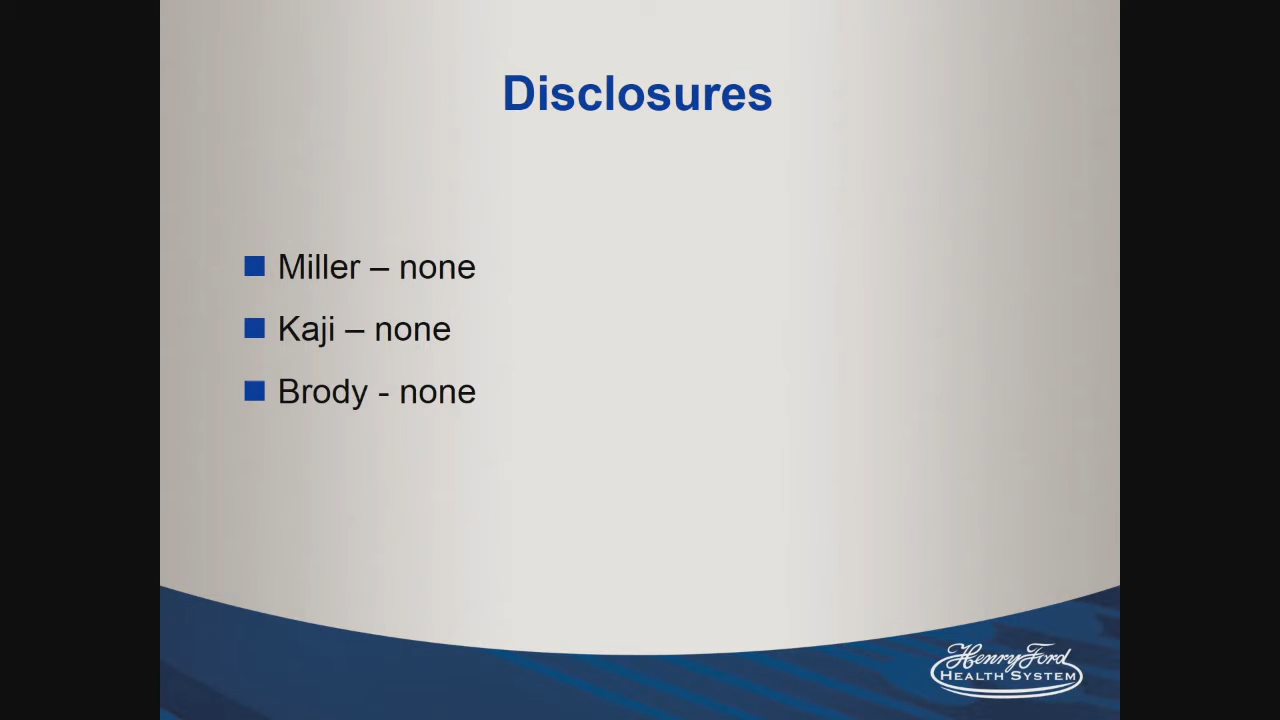 Disclosures
Miller – none
Kaji – none
Brody - none
Henry Ford
HEALTH SYSTEM